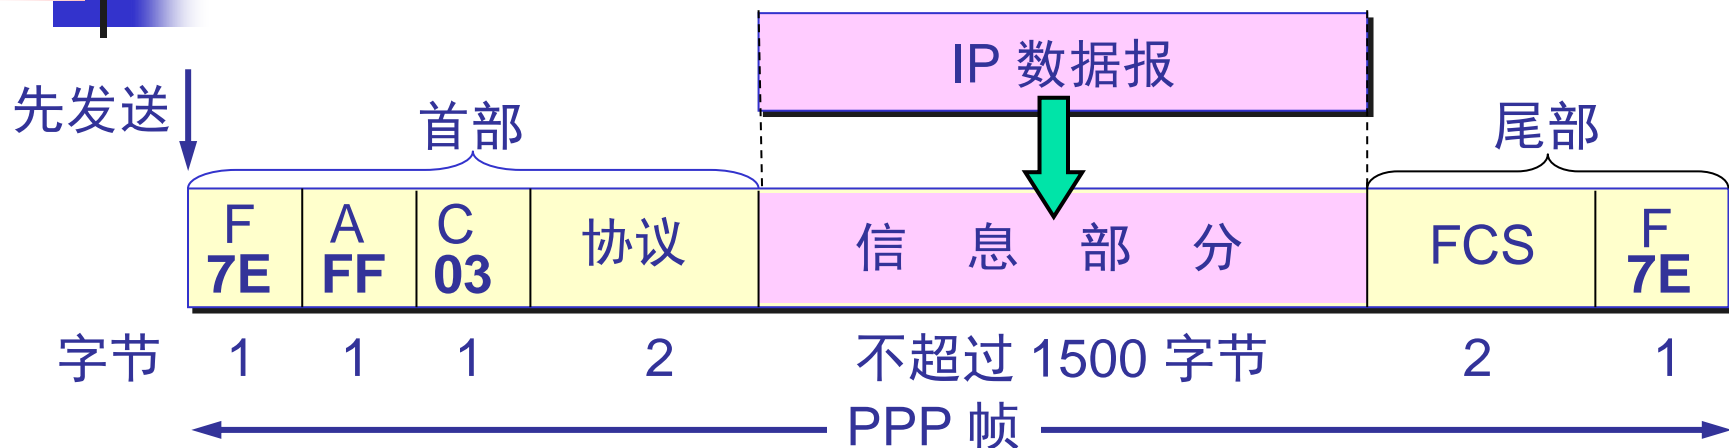 IP 数据报
先发送
首部
尾部
F A C 协议 信 息 部 分 FCS F
7E FF 03 7E
字节 1 1 1 2 不超过 1500 字节 2 1
PPP 帧